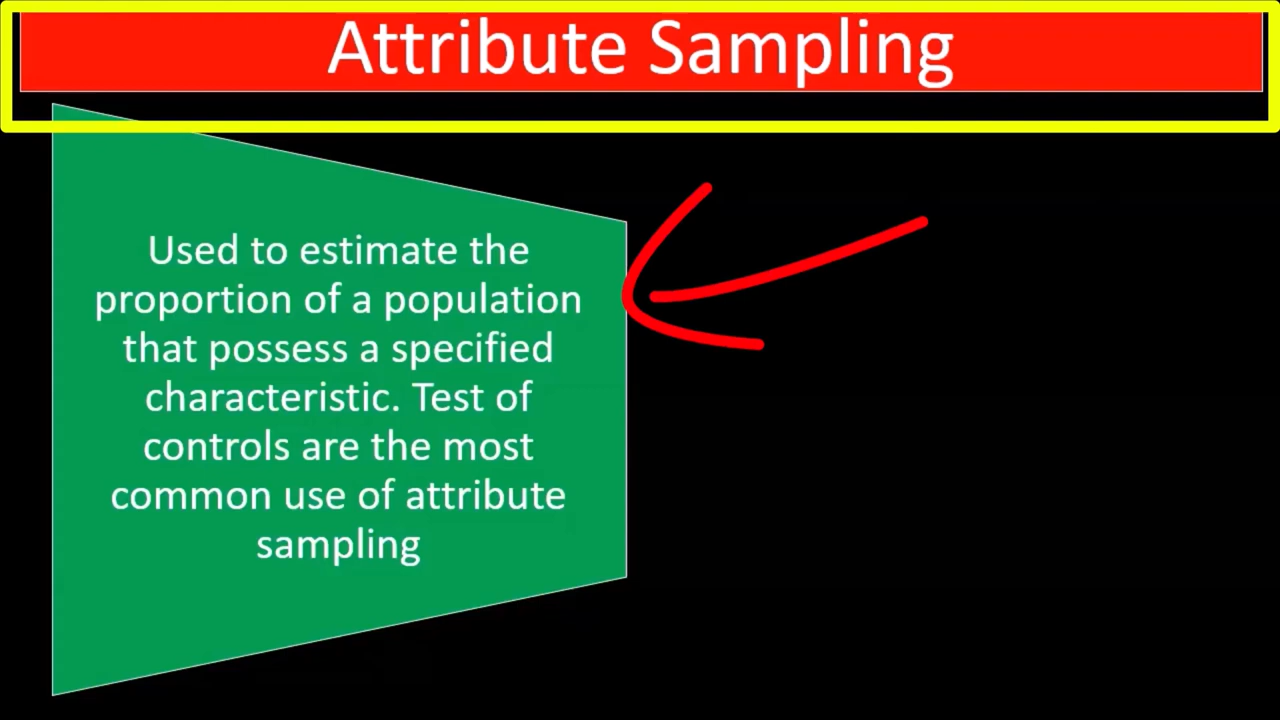 Attribute Sampling
Used to estimate the
proportion of a population
that possess a specified
characteristic. Test of
controls are the most
common use of attribute
sampling